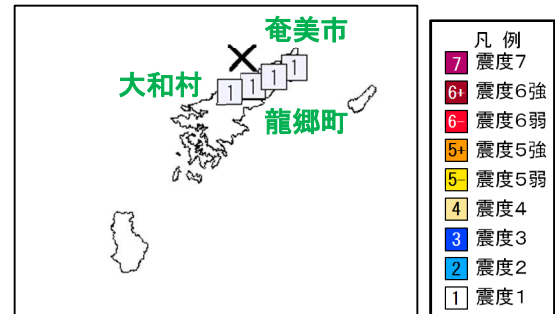 奄美市
大和村
1 1 1 1
龍郷町
凡例
7 震度7
6+ 震度6強
6- 震度6弱
5+ 震度5強
5- 震度5弱
4 震度4
3 震度3
2 震度2
1 震度1